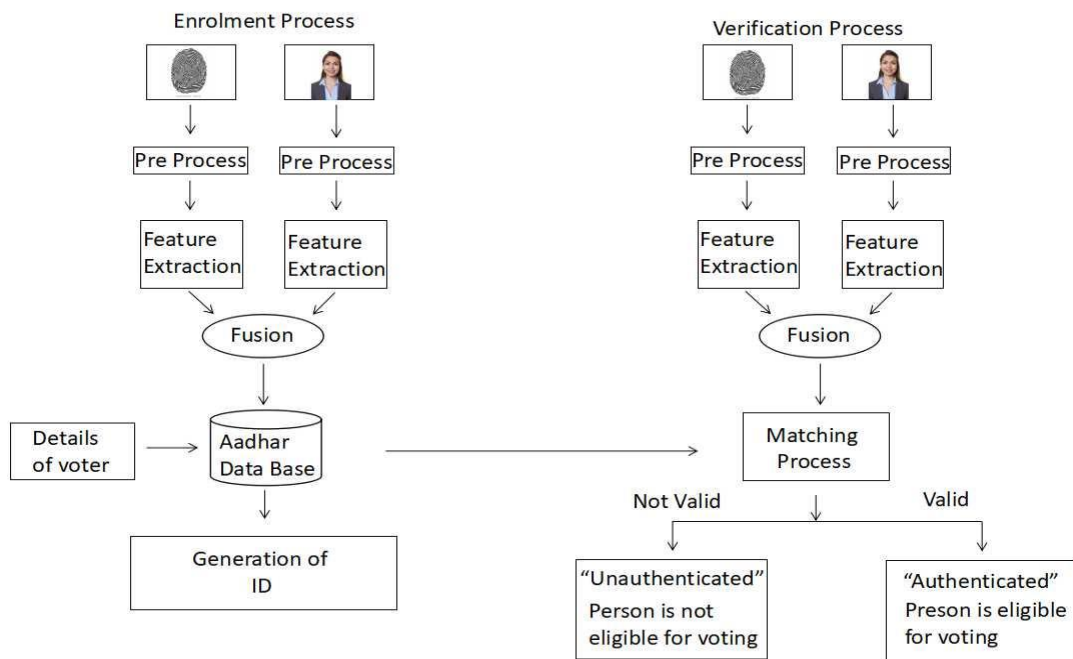 Enrolment Process
Verification Process
Pre Process
Pre Process
Pre Process
Pre Process
Feature
Extraction
Feature
Extraction
Feature
Extraction
Feature
Extraction
Fusion
Fusion
Details
of voter
Aadhar
Data Base
Matching
Process
Not Valid
Valid
Generation of
ID
“Unauthenticated”
Person is not
eligible for voting
“Authenticated”
Preson is eligible
for voting